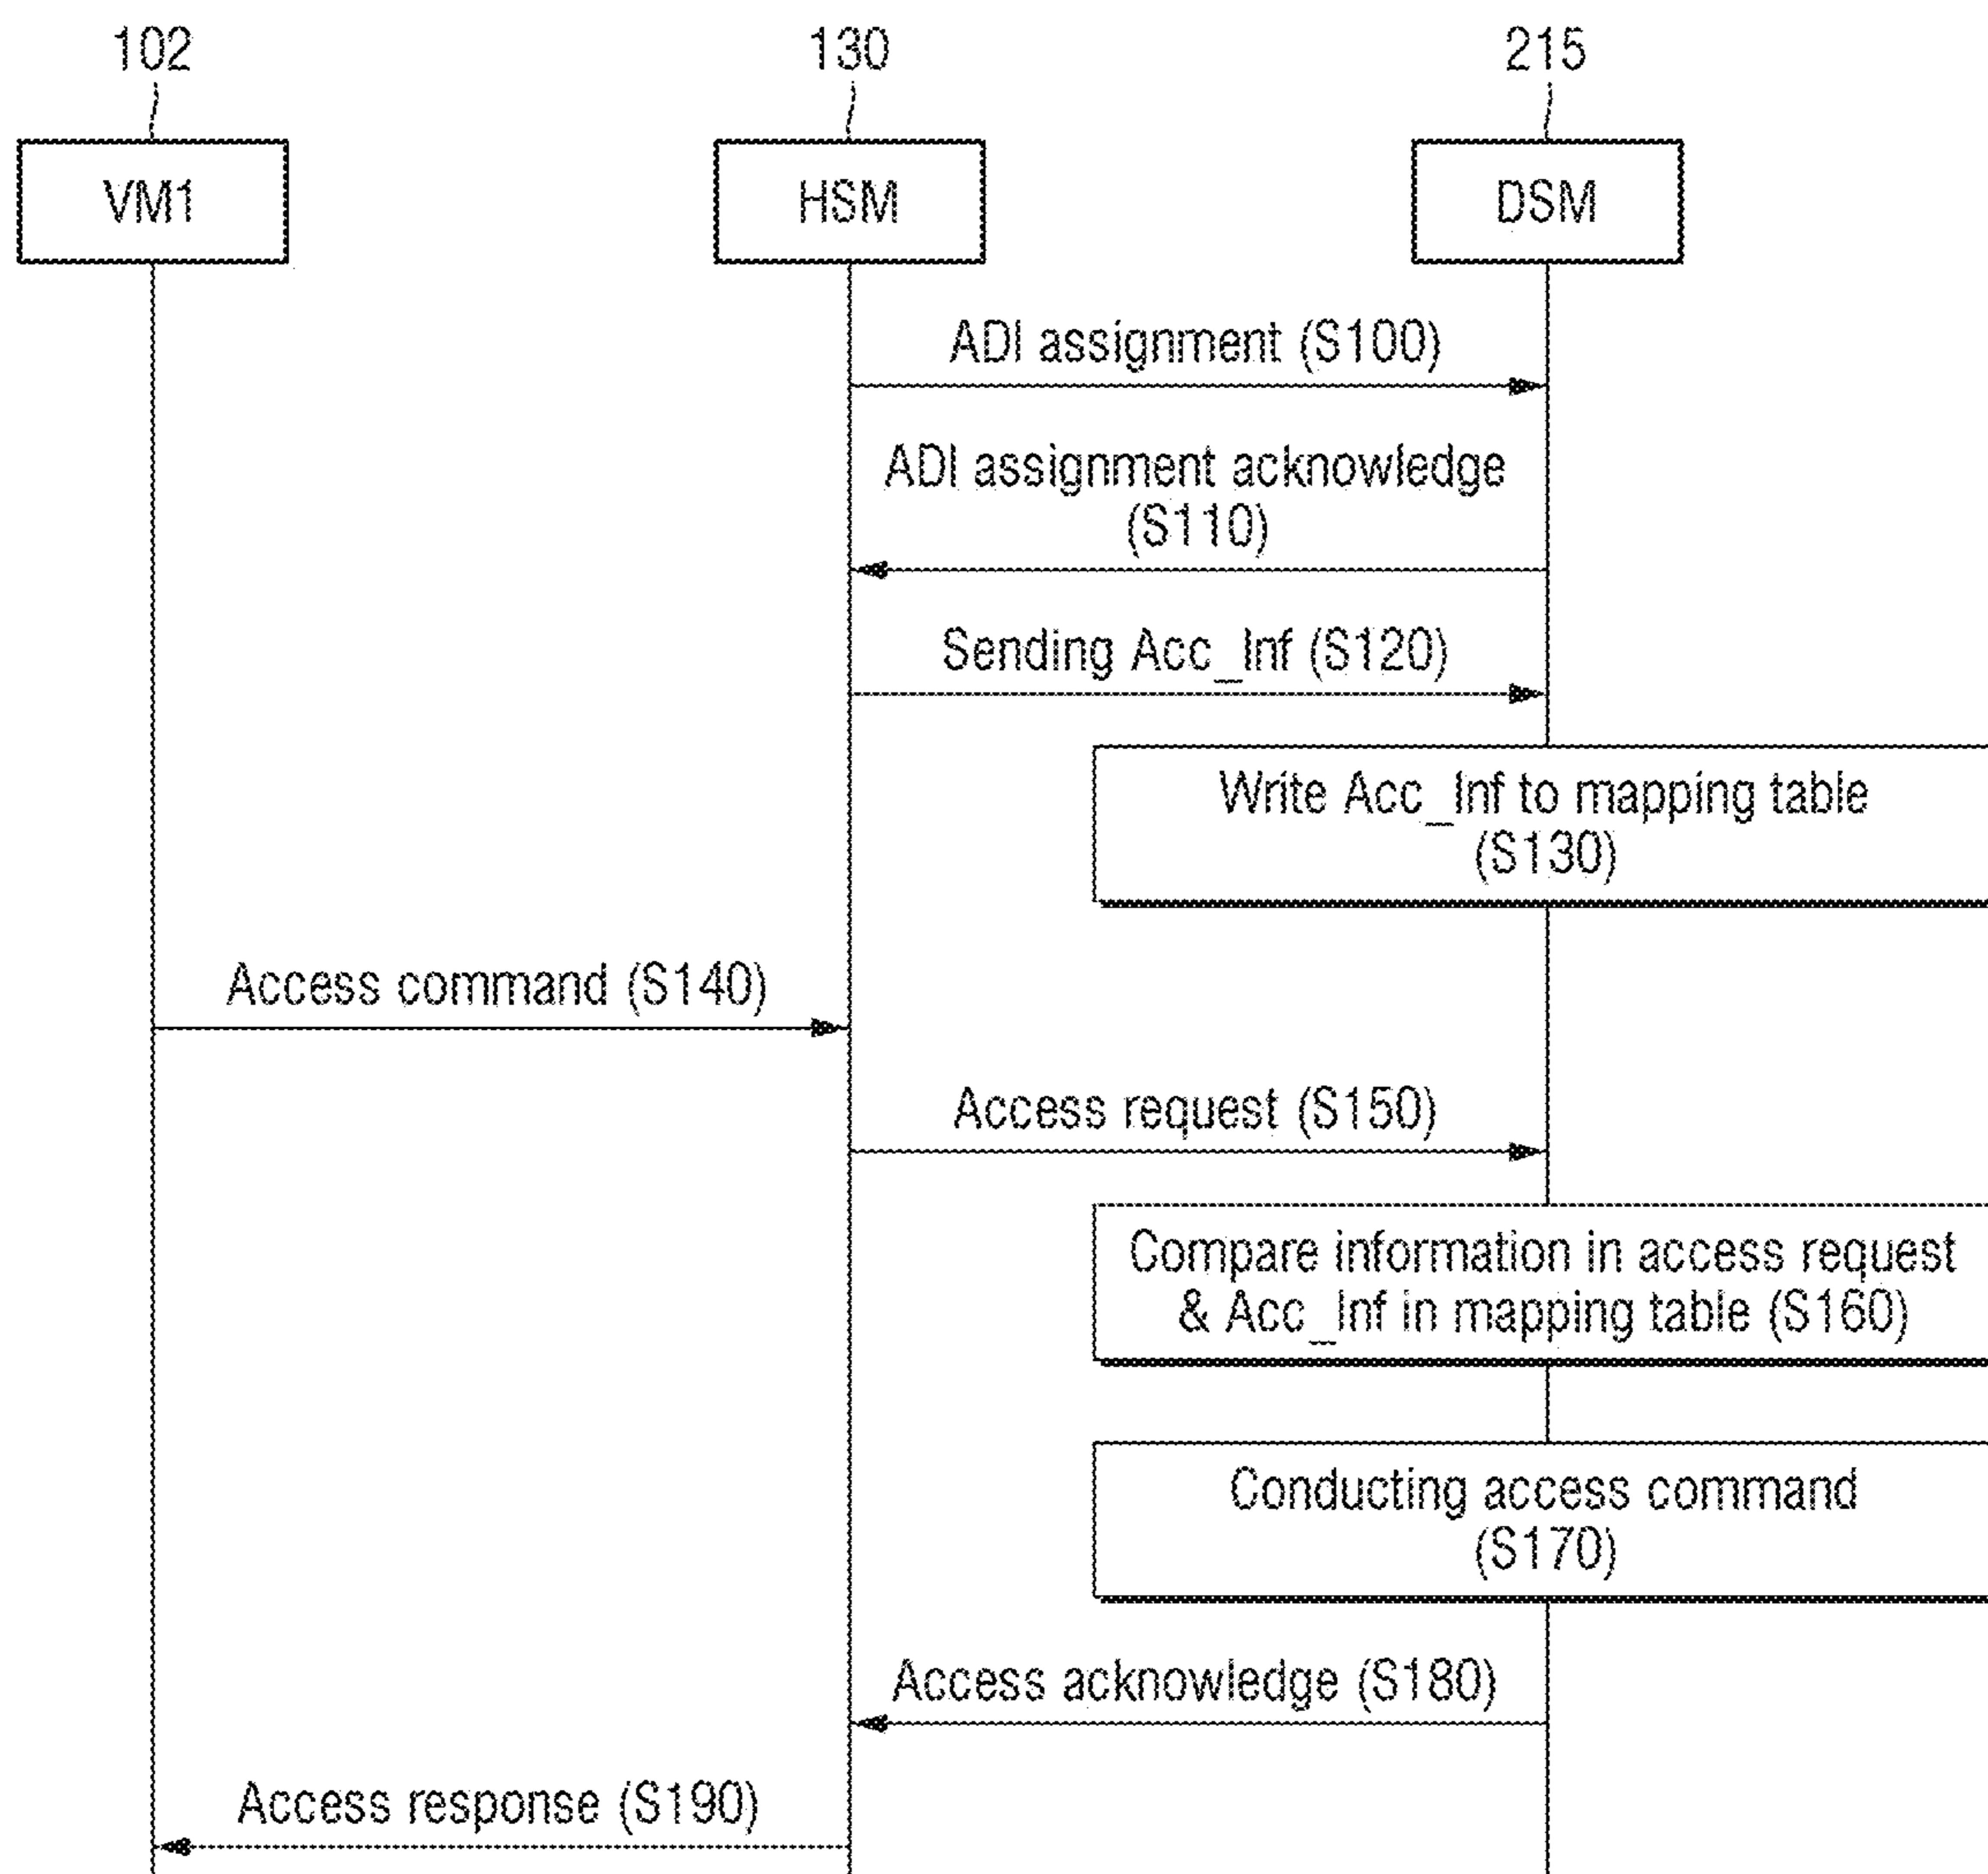 102
130
215
VM1
HSM
DSM
ADI assignment (S100)
ADI assignment acknowledge
(S110)
Sending Acc_Inf (S120)
Write Acc_Inf to mapping table
(S130)
Access command (S140)
Access request (S150)
Compare information in access request
& Acc_Inf in mapping table (S160)
Conducting access command
(S170)
Access acknowledge (S180)
Access response (S190)